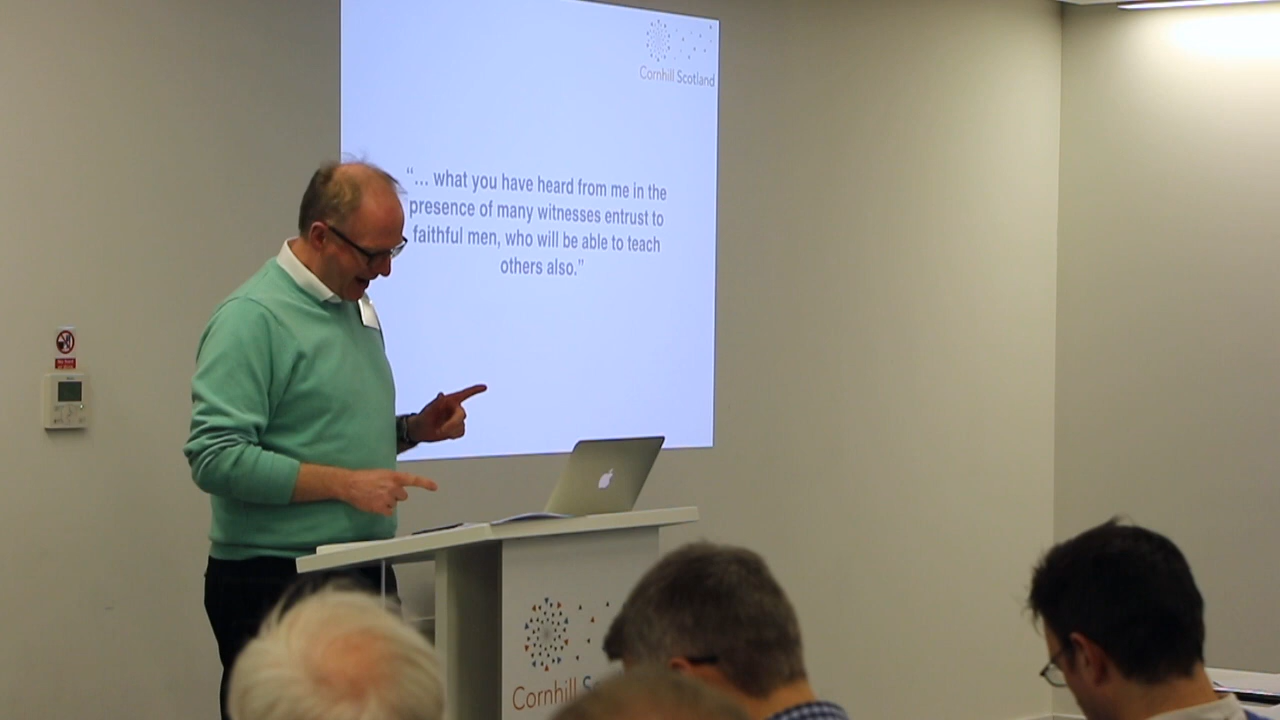 Cornhill Scotland
“... what you have heard from me in the
presence of many witnesses entrust to
faithful men, who will be able to teach
others also.”
Cornhill